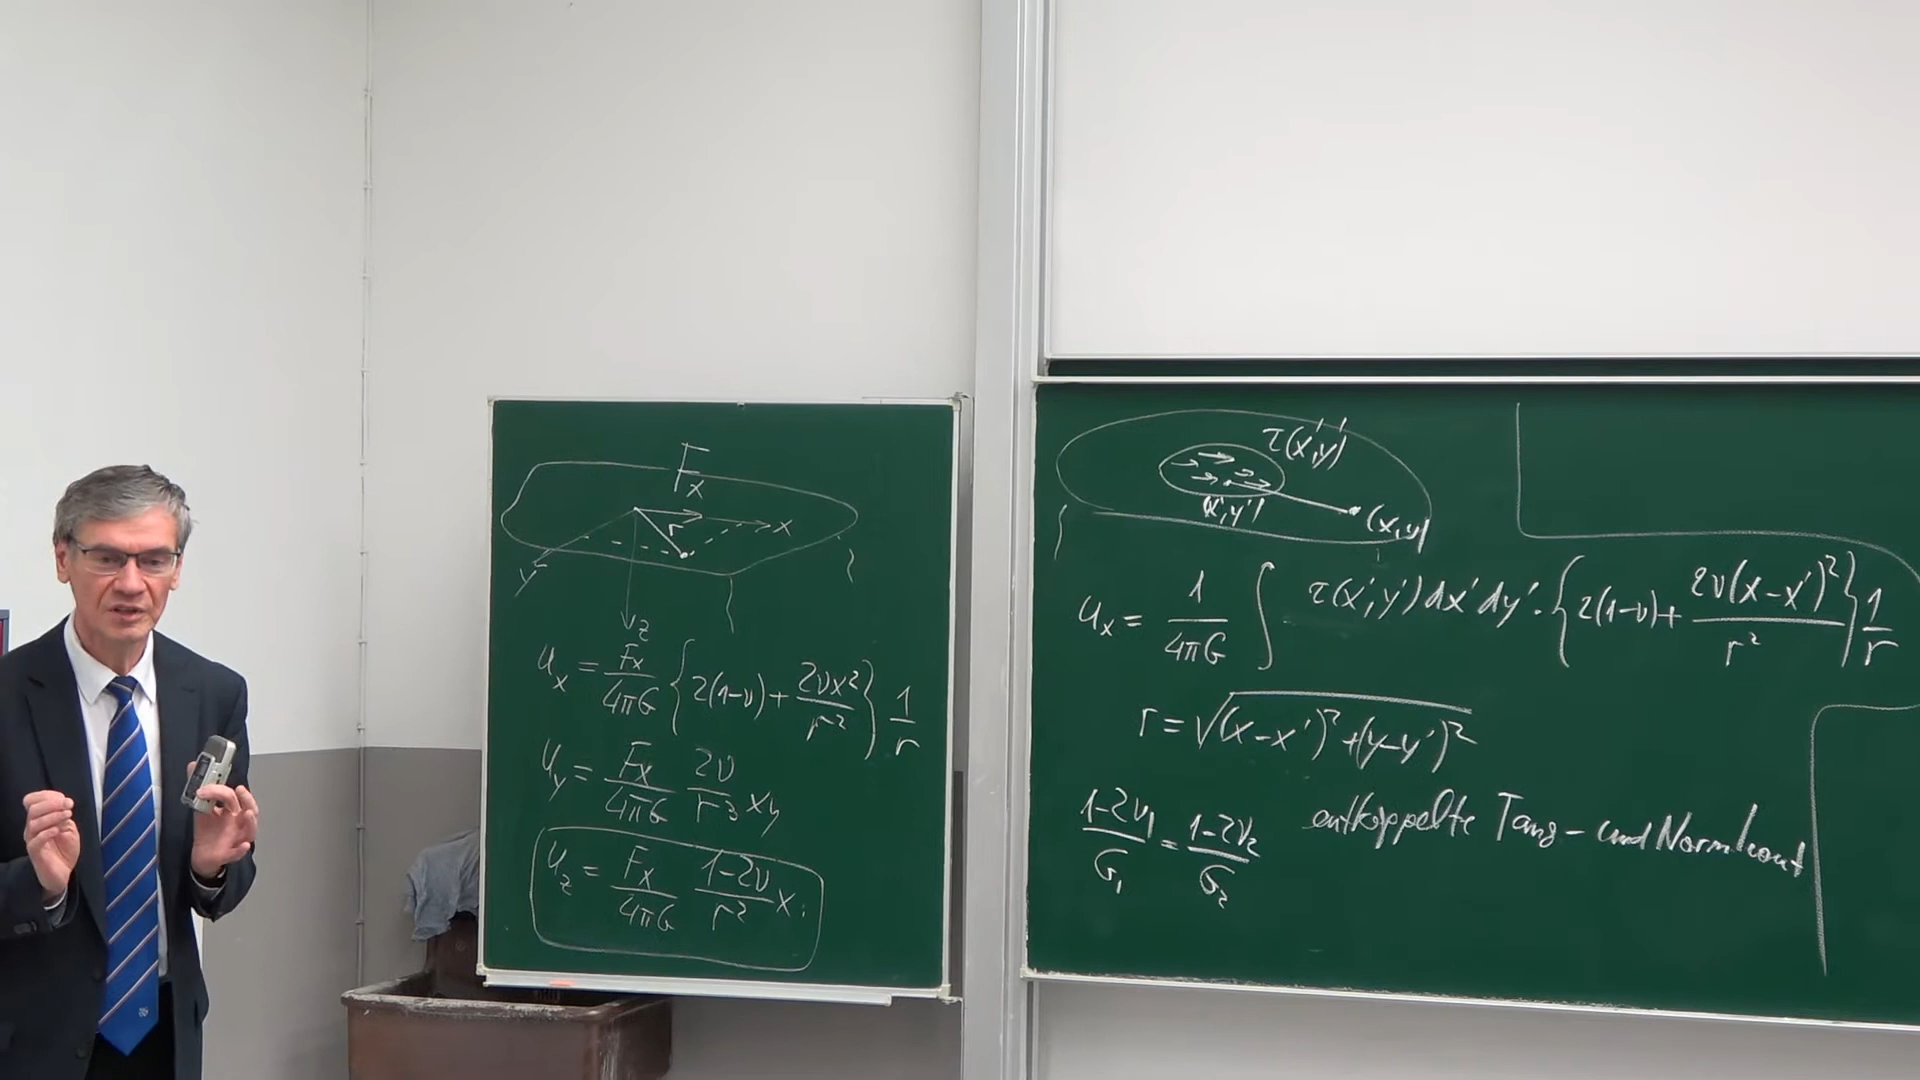 F_x
r
x
y
z
u_x = F_x/(4πG) {2(1-ν) + 2νx²/r²} 1/r
u_y = F_x/(4πG) 2ν/r³ xy
u_z = F_x/(4πG) (1-2ν)/r² x;
τ(x',y')
(x',y')
(x,y)
u_x = 1/(4πG) ∫ τ(x',y') dx' dy' · {2(1-ν) + 2ν(x-x')²/r²} 1/r
r = √((x-x')² + (y-y')²)
(1-2ν₁)/G₁ = (1-2ν₂)/G₂ entkoppelte Tang- und Normlkont